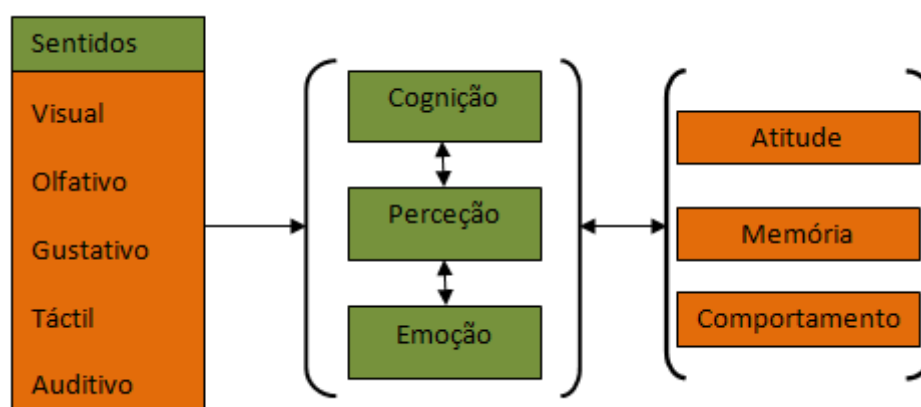 Sentidos
Visual
Olfativo
Gustativo
Táctil
Auditivo
Cognição
Perceção
Emoção
Atitude
Memória
Comportamento